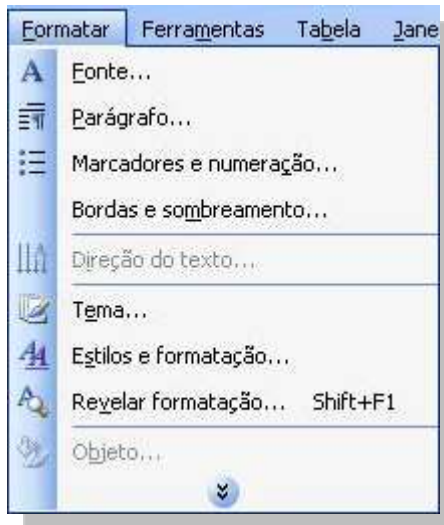 Formatar Ferramentas Tabela Jane
Fonte...
Parágrafo...
Marcadores e numeração...
Bordas e sombreamento...
Direção do texto...
Tema...
Estilos e formatação...
Revelar formatação... Shift+F1
Objeto...